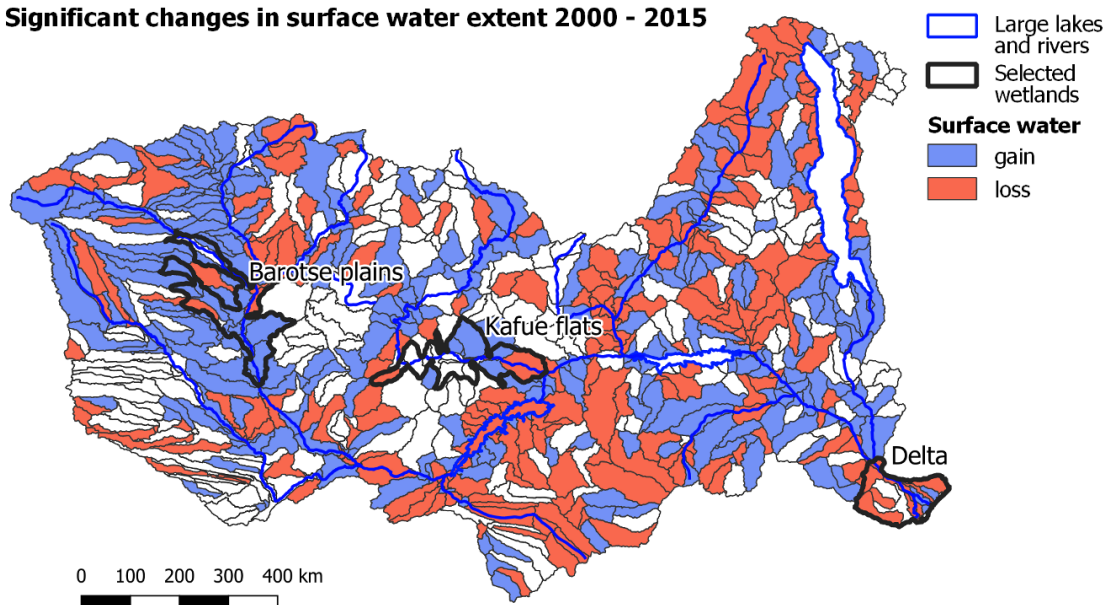 Significant changes in surface water extent 2000 - 2015
Large lakes
and rivers
Selected
wetlands
Surface water
gain
loss
Barotse plains
Kafue flats
Delta
0 100 200 300 400 km